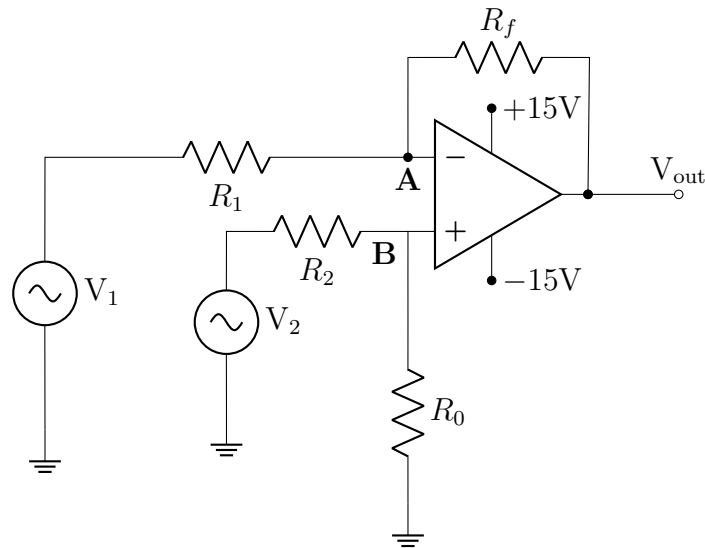 R_f
+15V
−
V_out
A
R_1
+
B
R_2
−15V
V_1
V_2
R_0